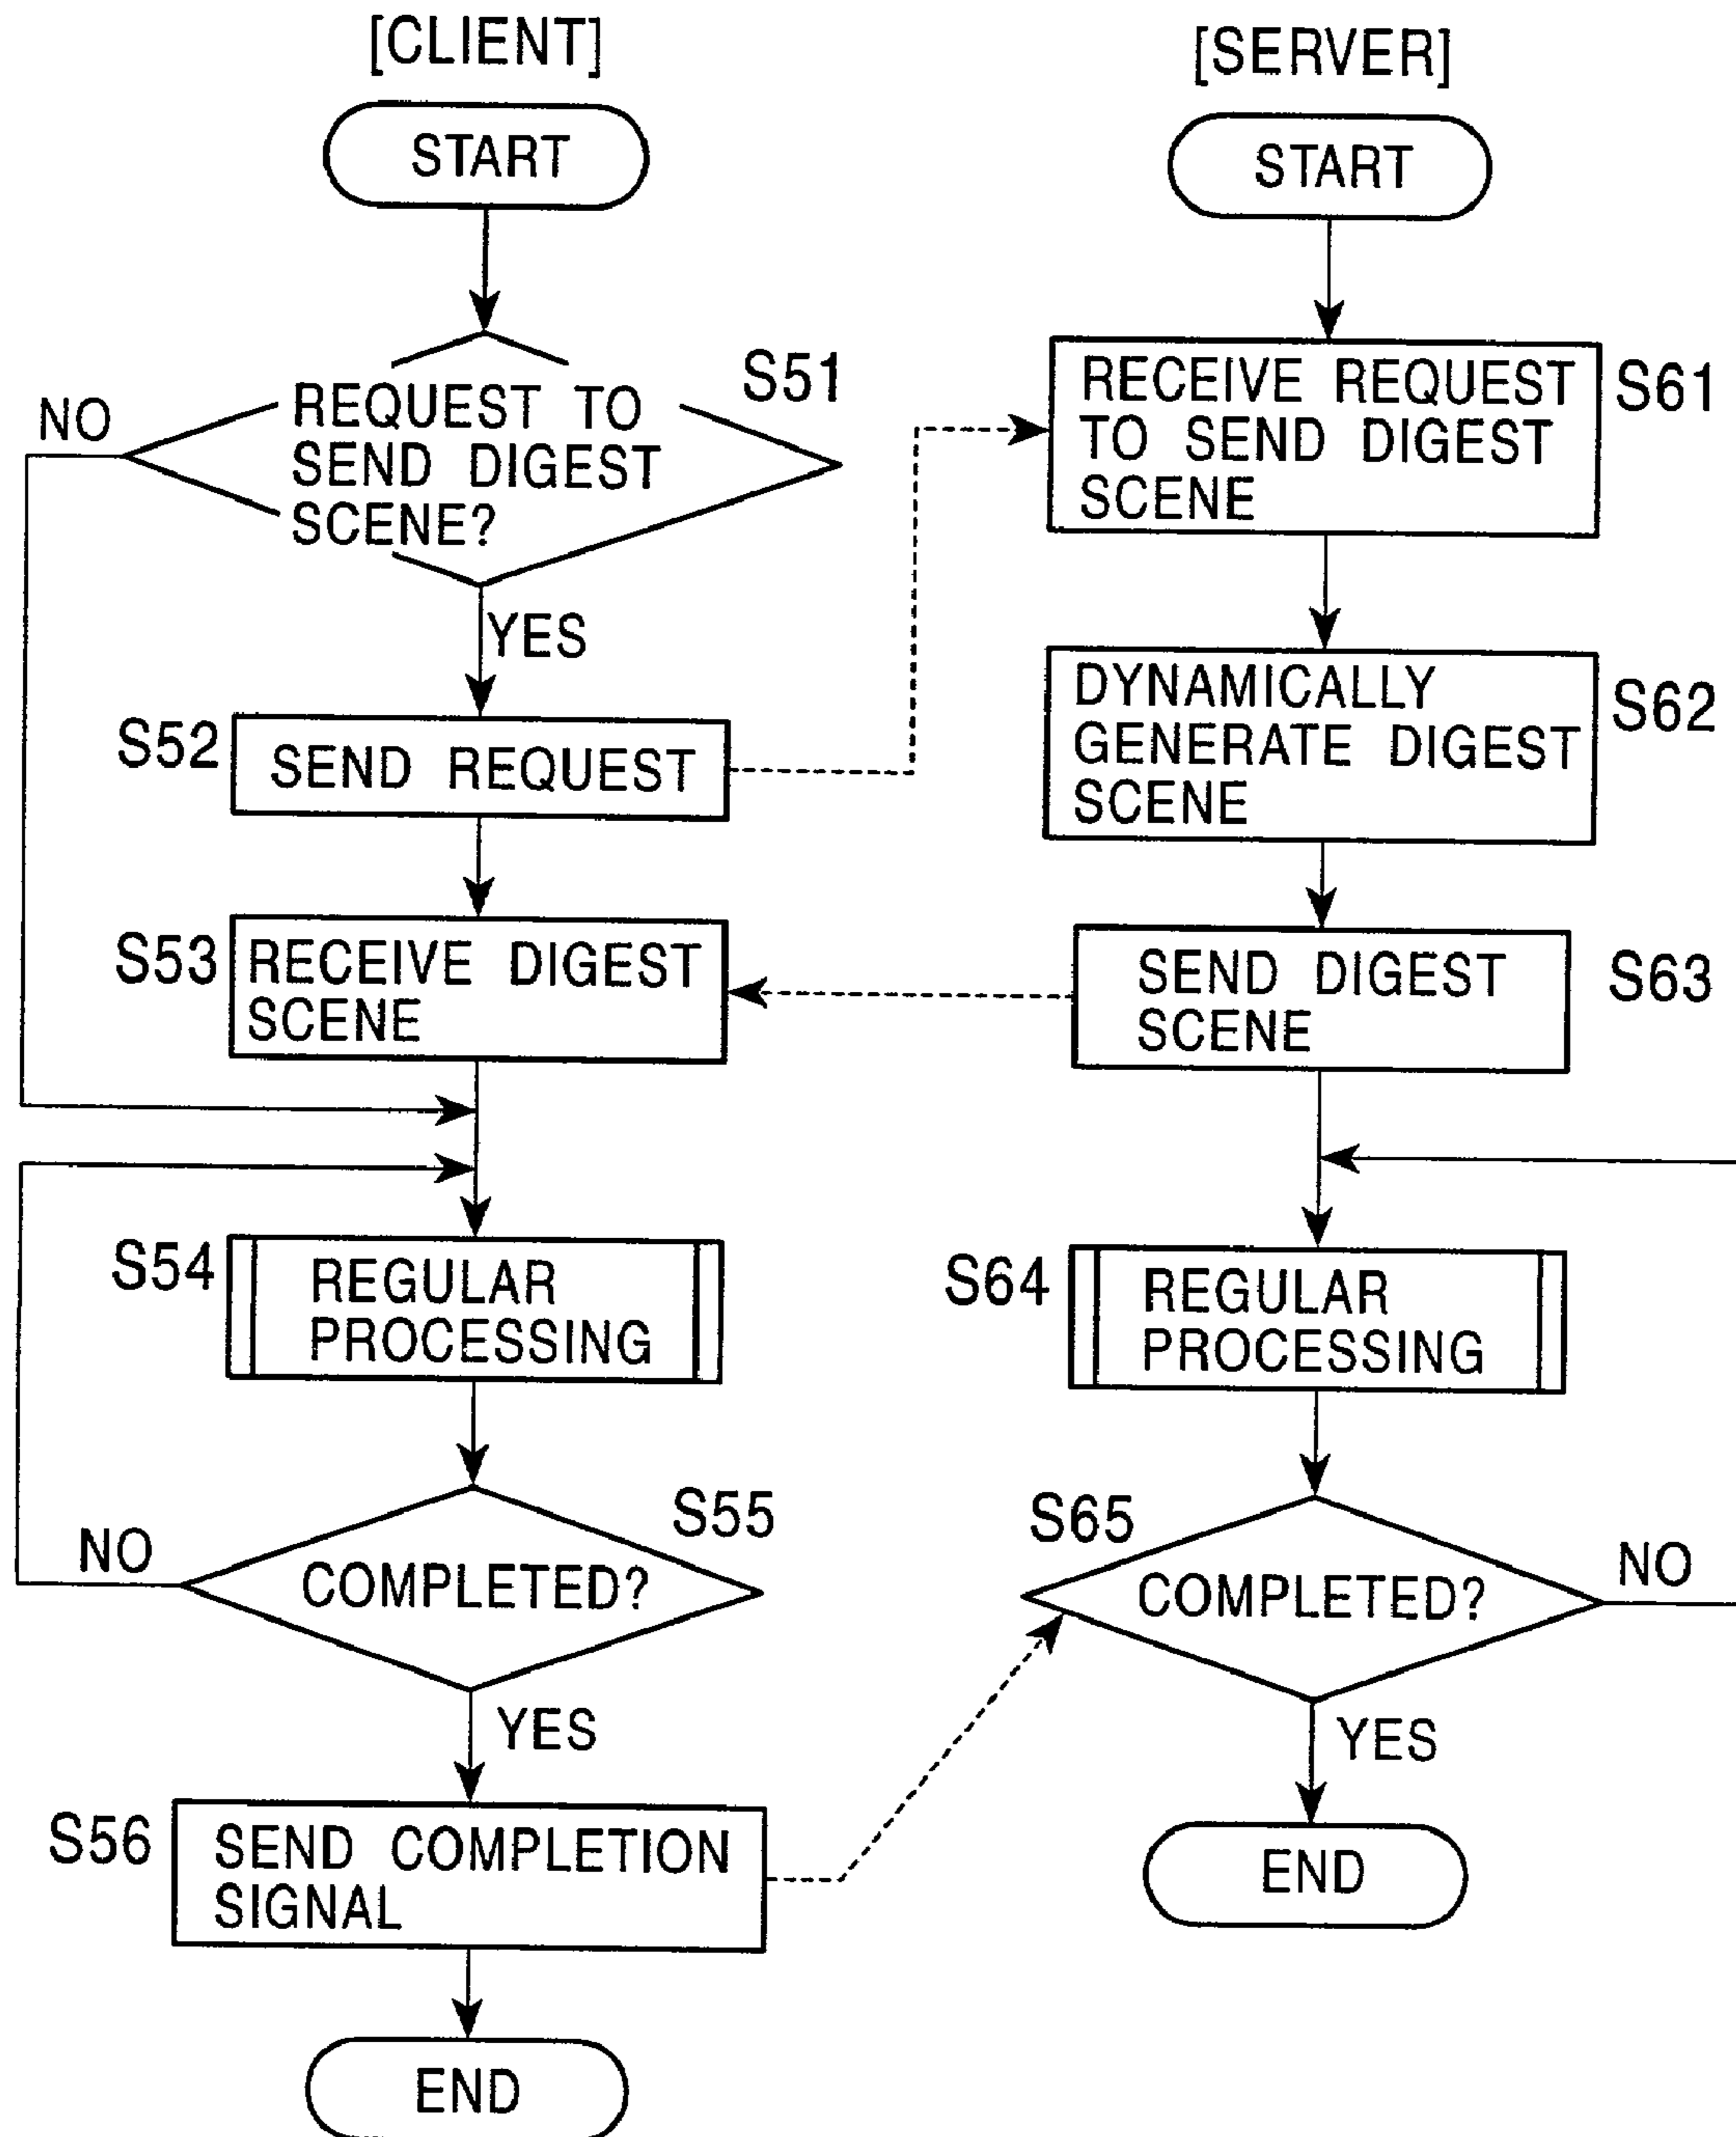 [CLIENT]
START
REQUEST TO
SEND DIGEST
SCENE?
S51
NO
YES
S52
SEND REQUEST
S53
RECEIVE DIGEST
SCENE
S54
REGULAR
PROCESSING
S55
COMPLETED?
NO
YES
S56
SEND COMPLETION
SIGNAL
END
[SERVER]
START
RECEIVE REQUEST
TO SEND DIGEST
SCENE
S61
DYNAMICALLY
GENERATE DIGEST
SCENE
S62
SEND DIGEST
SCENE
S63
S64
REGULAR
PROCESSING
S65
COMPLETED?
NO
YES
END